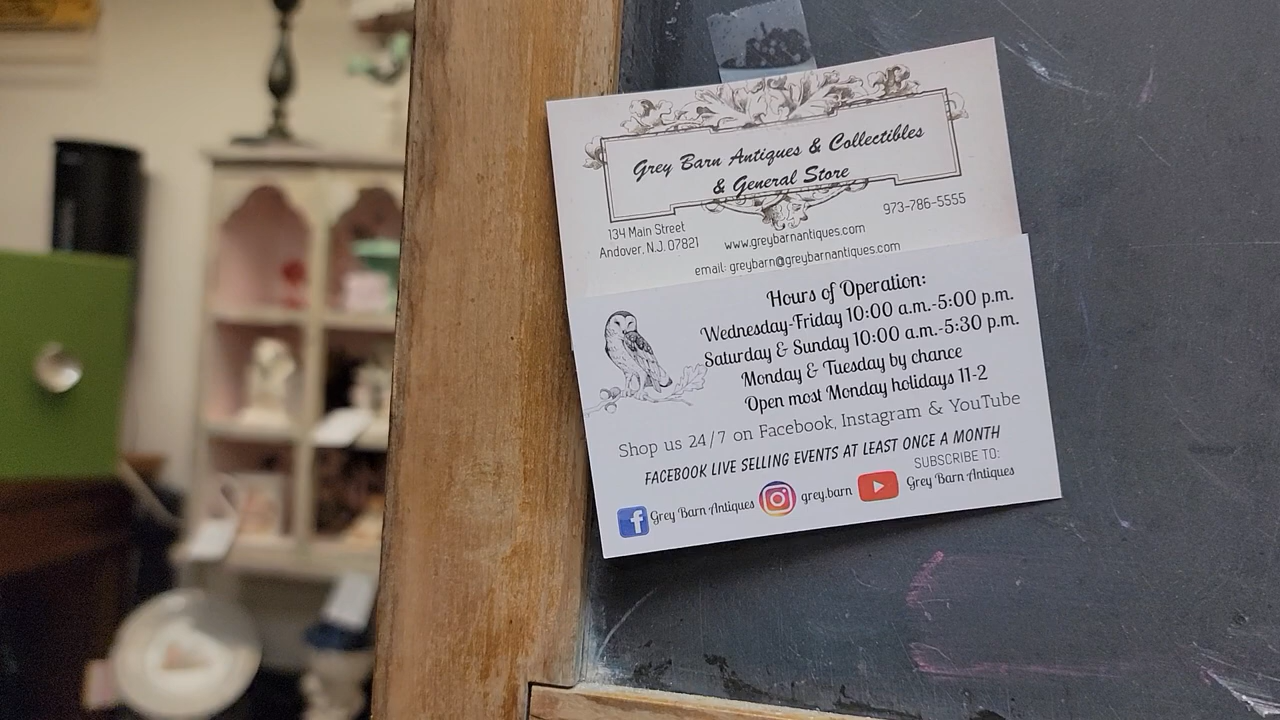 Grey Barn Antiques & Collectibles
& General Store
134 Main Street
Andover, N.J. 07821
973-786-5555
www.greybarnantiques.com
email: greybarn@greybarnantiques.com
Hours of Operation:
Wednesday-Friday 10:00 a.m.-5:00 p.m.
Saturday & Sunday 10:00 a.m.-5:30 p.m.
Monday & Tuesday by chance
Open most Monday holidays 11-2
Shop us 24/7 on Facebook, Instagram & YouTube
FACEBOOK LIVE SELLING EVENTS AT LEAST ONCE A MONTH
f Grey Barn Antiques
grey.barn
SUBSCRIBE TO:
Grey Barn Antiques